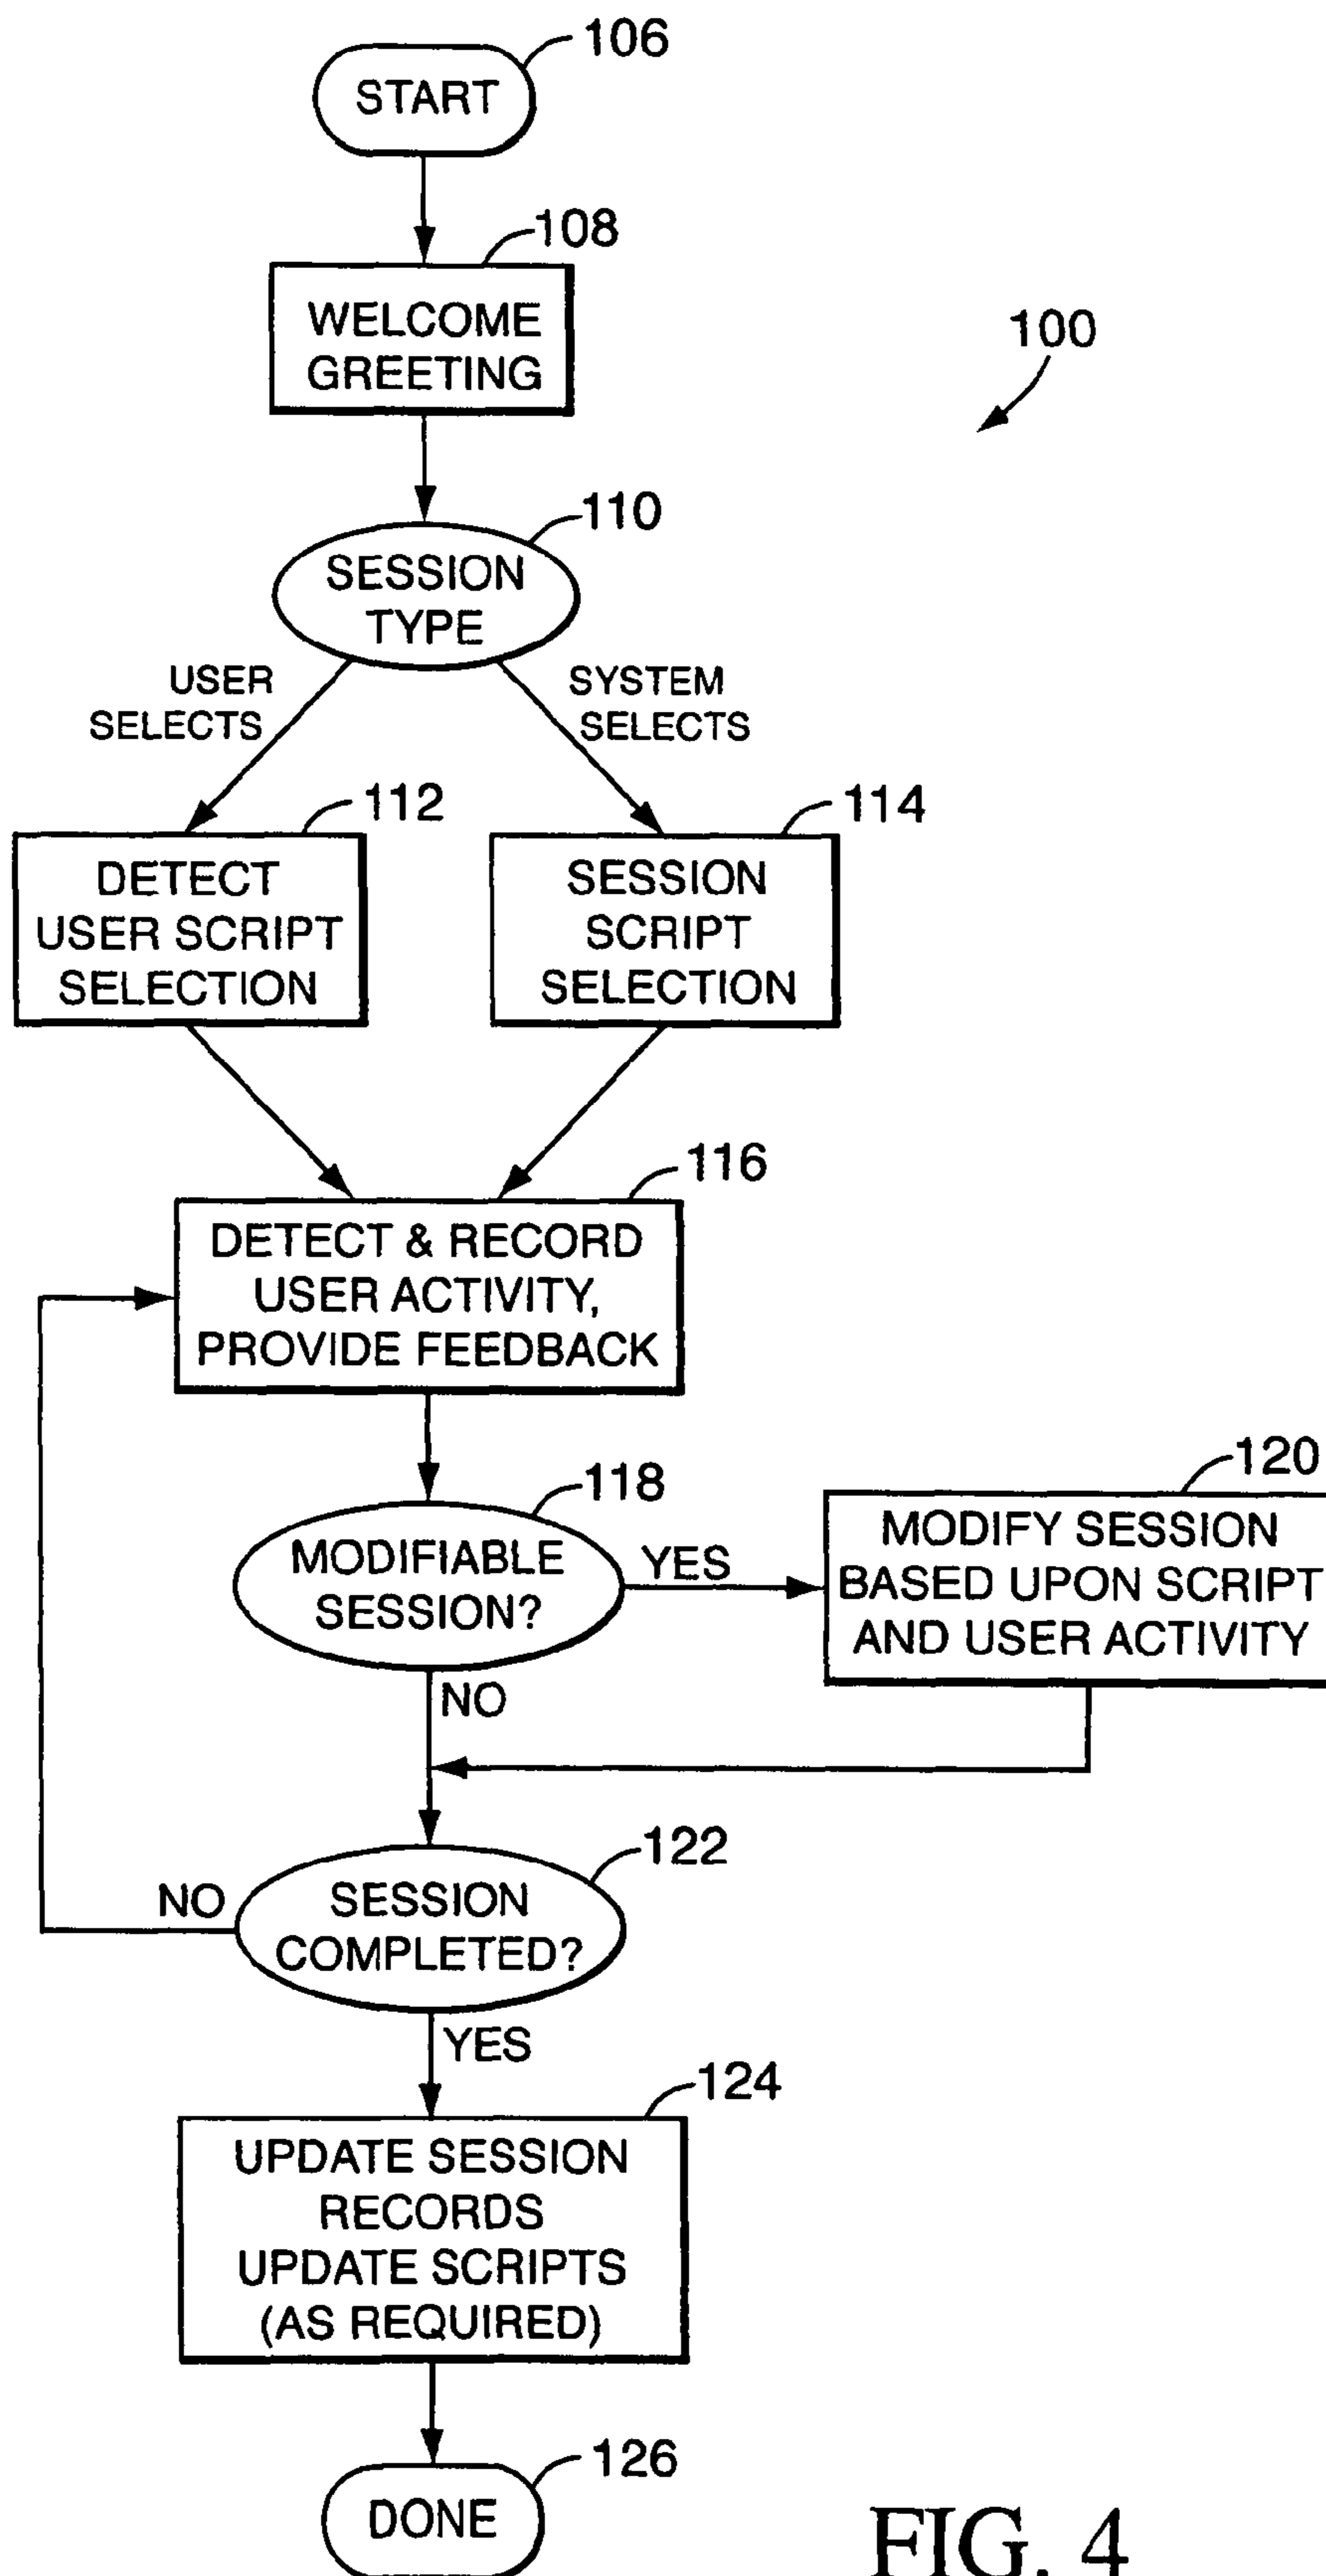 106
START
108
WELCOME
GREETING
100
110
SESSION
TYPE
USER
SELECTS
SYSTEM
SELECTS
112
114
DETECT
USER SCRIPT
SELECTION
SESSION
SCRIPT
SELECTION
116
DETECT & RECORD
USER ACTIVITY,
PROVIDE FEEDBACK
118
MODIFIABLE
SESSION?
YES
120
MODIFY SESSION
BASED UPON SCRIPT
AND USER ACTIVITY
NO
122
SESSION
COMPLETED?
NO
YES
124
UPDATE SESSION
RECORDS
UPDATE SCRIPTS
(AS REQUIRED)
126
DONE
FIG. 4